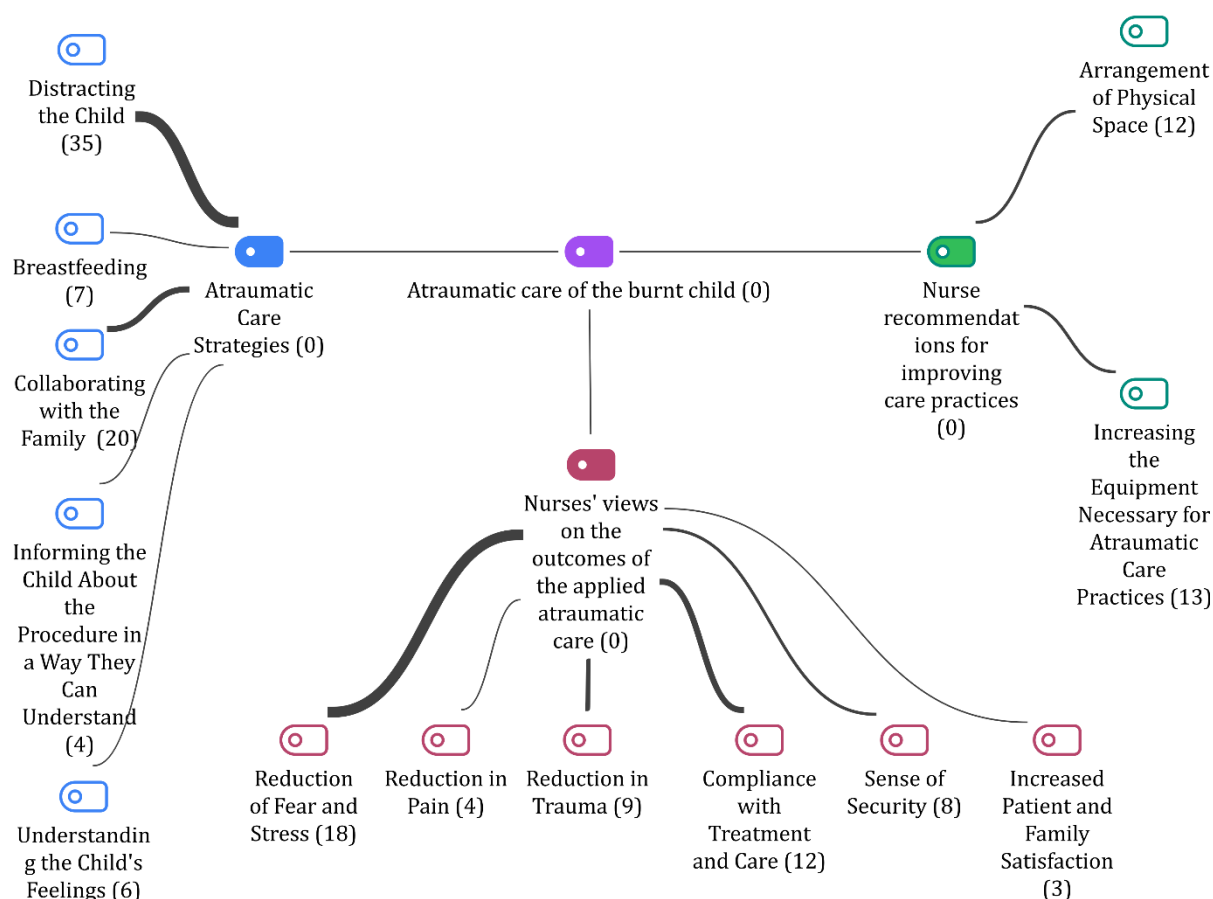 Distracting
the Child
(35)
Breastfeeding
(7)
Collaborating
with the
Family (20)
Informing the
Child About
the
Procedure in
a Way They
Can
Understand
(4)
Understandin
g the Child's
Feelings (6)
Atraumatic
Care
Strategies (0)
Atraumatic care of the burnt child (0)
Nurse
recommendat
ions for
improving
care practices
(0)
Arrangement
of Physical
Space (12)
Increasing
the
Equipment
Necessary for
Atraumatic
Care
Practices (13)
Nurses' views
on the
outcomes of
the applied
atraumatic
care (0)
Reduction
of Fear and
Stress (18)
Reduction in
Pain (4)
Reduction in
Trauma (9)
Compliance
with
Treatment
and Care (12)
Sense of
Security (8)
Increased
Patient and
Family
Satisfaction
(3)